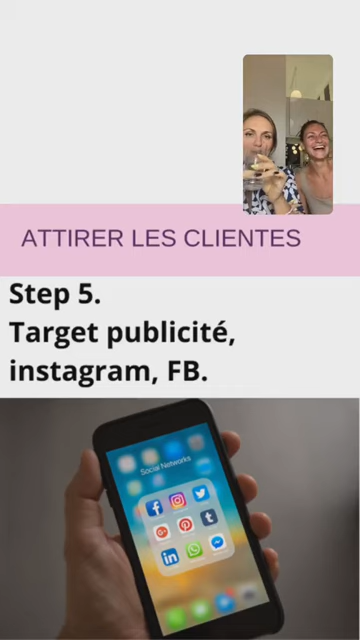 ATTIRER LES CLIENTES
Step 5.
Target publicité,
instagram, FB.
Social Networks